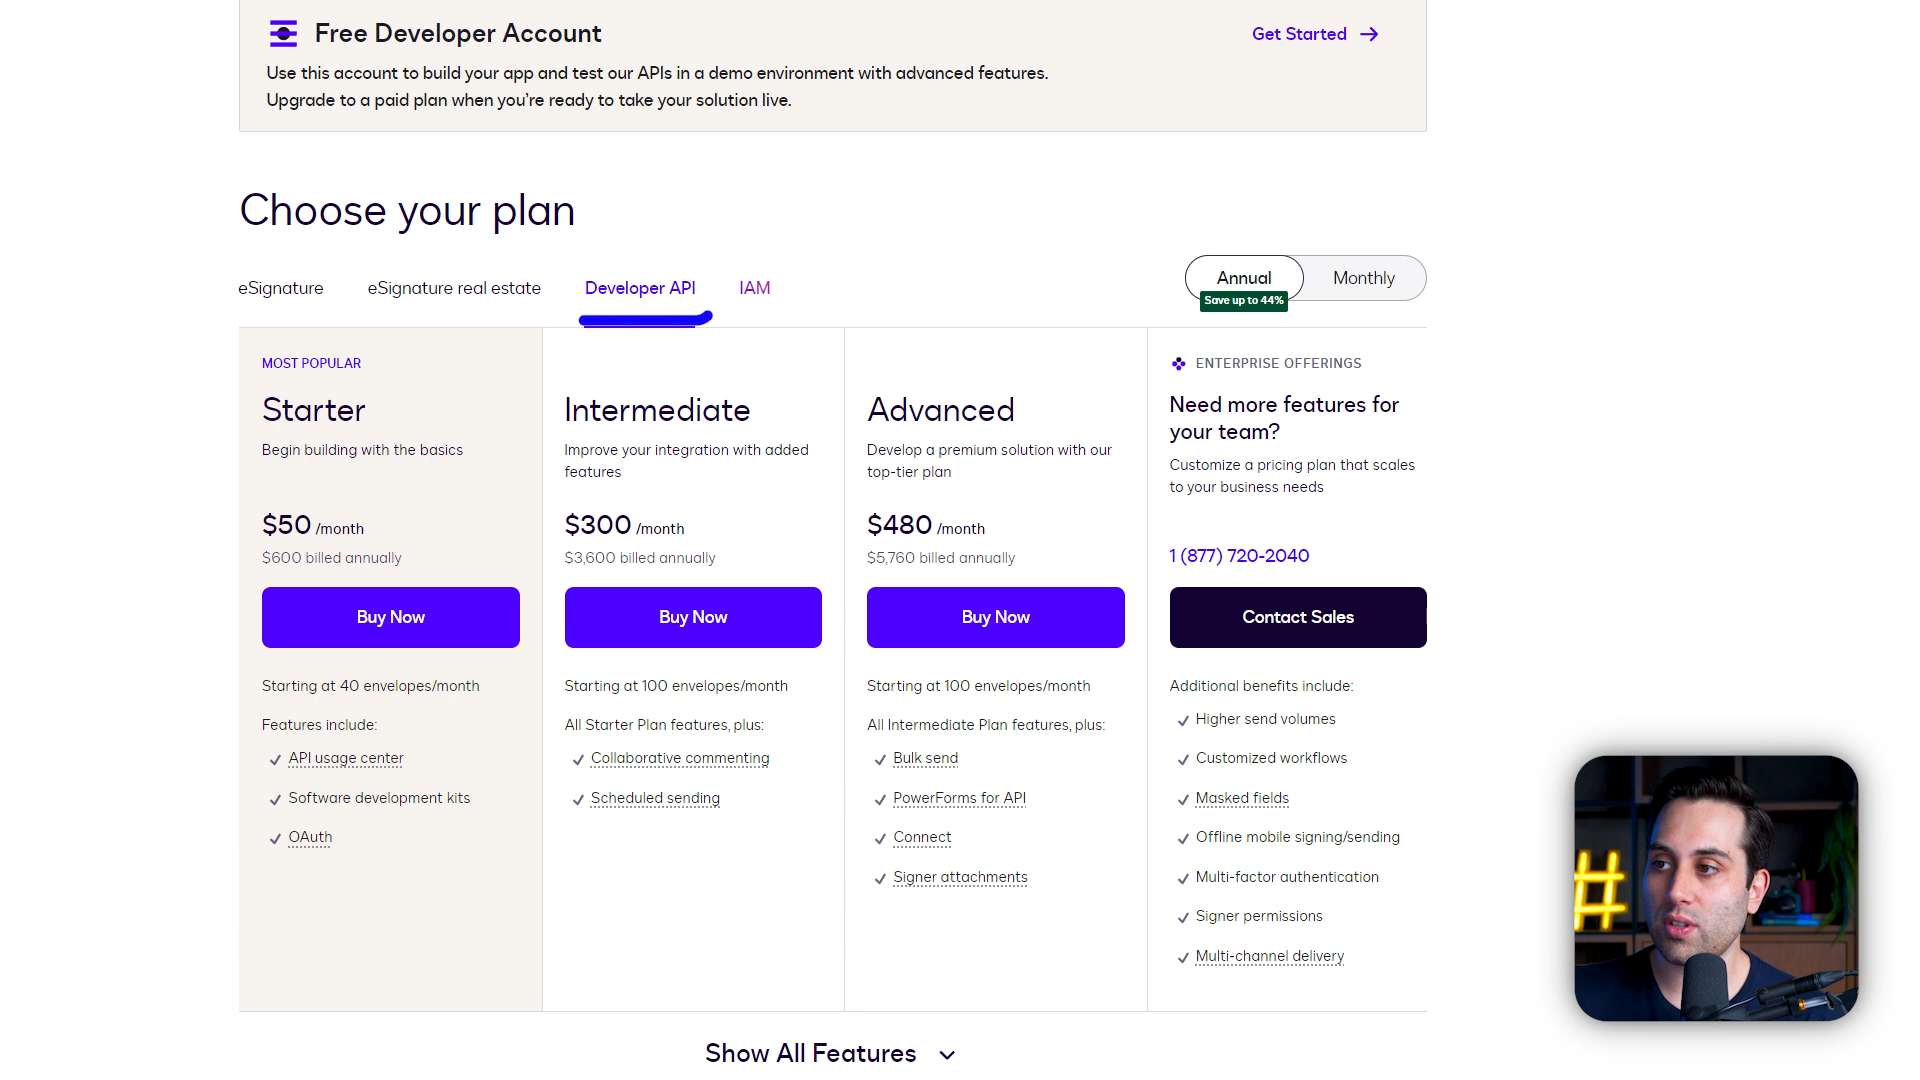 Free Developer Account
Get Started
Use this account to build your app and test our APIs in a demo environment with advanced features.
Upgrade to a paid plan when you're ready to take your solution live.
Choose your plan
eSignature
eSignature real estate
Developer API
IAM
Annual
Monthly
Save up to 44%
MOST POPULAR
Starter
Begin building with the basics
$50 /month
$600 billed annually
Buy Now
Starting at 40 envelopes/month
Features include:
API usage center
Software development kits
OAuth
Intermediate
Improve your integration with added
features
$300 /month
$3,600 billed annually
Buy Now
Starting at 100 envelopes/month
All Starter Plan features, plus:
Collaborative commenting
Scheduled sending
Advanced
Develop a premium solution with our
top-tier plan
$480 /month
$5,760 billed annually
Buy Now
Starting at 100 envelopes/month
All Intermediate Plan features, plus:
Bulk send
PowerForms for API
Connect
Signer attachments
ENTERPRISE OFFERINGS
Need more features for
your team?
Customize a pricing plan that scales
to your business needs
1 (877) 720-2040
Contact Sales
Additional benefits include:
Higher send volumes
Customized workflows
Masked fields
Offline mobile signing/sending
Multi-factor authentication
Signer permissions
Multi-channel delivery
Show All Features
#